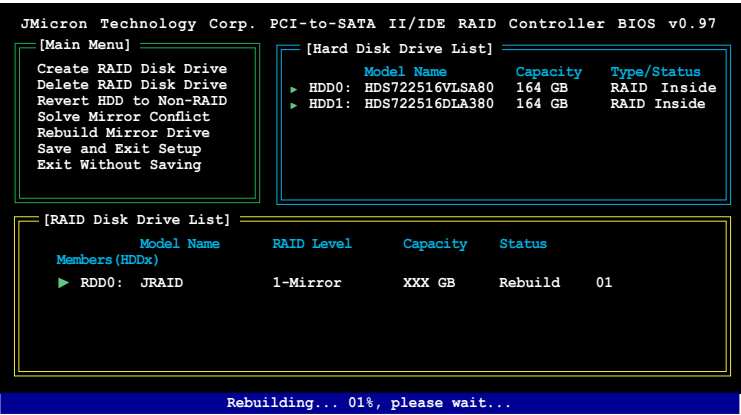 JMicron Technology Corp. PCI-to-SATA II/IDE RAID Controller BIOS v0.97
[Main Menu]
Create RAID Disk Drive
Delete RAID Disk Drive
Revert HDD to Non-RAID
Solve Mirror Conflict
Rebuild Mirror Drive
Save and Exit Setup
Exit Without Saving
[Hard Disk Drive List]
Model Name Capacity Type/Status
HDD0: HDS722516VLSA80 164 GB RAID Inside
HDD1: HDS722516DLA380 164 GB RAID Inside
[RAID Disk Drive List]
Model Name RAID Level Capacity Status
Members(HDDx)
RDD0: JRAID 1-Mirror XXX GB Rebuild 01
Rebuilding... 01%, please wait...